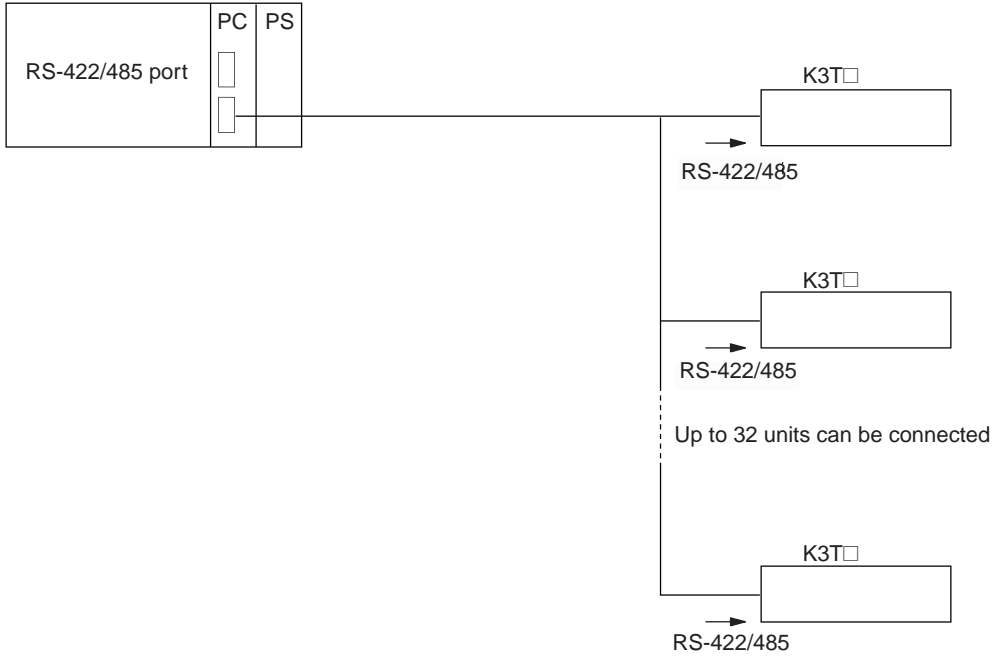 PC PS
RS-422/485 port
K3T□
RS-422/485
K3T□
RS-422/485
Up to 32 units can be connected
K3T□
RS-422/485